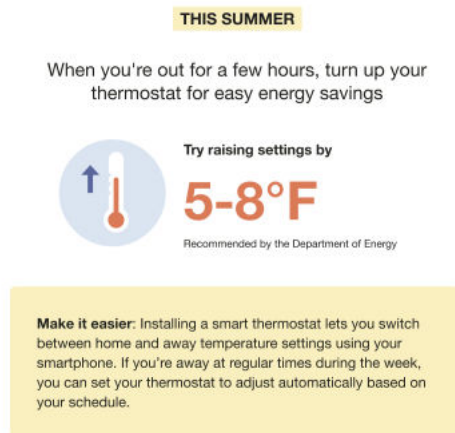 THIS SUMMER
When you're out for a few hours, turn up your
thermostat for easy energy savings
Try raising settings by
5-8°F
Recommended by the Department of Energy
Make it easier: Installing a smart thermostat lets you switch
between home and away temperature settings using your
smartphone. If you're away at regular times during the week,
you can set your thermostat to adjust automatically based on
your schedule.